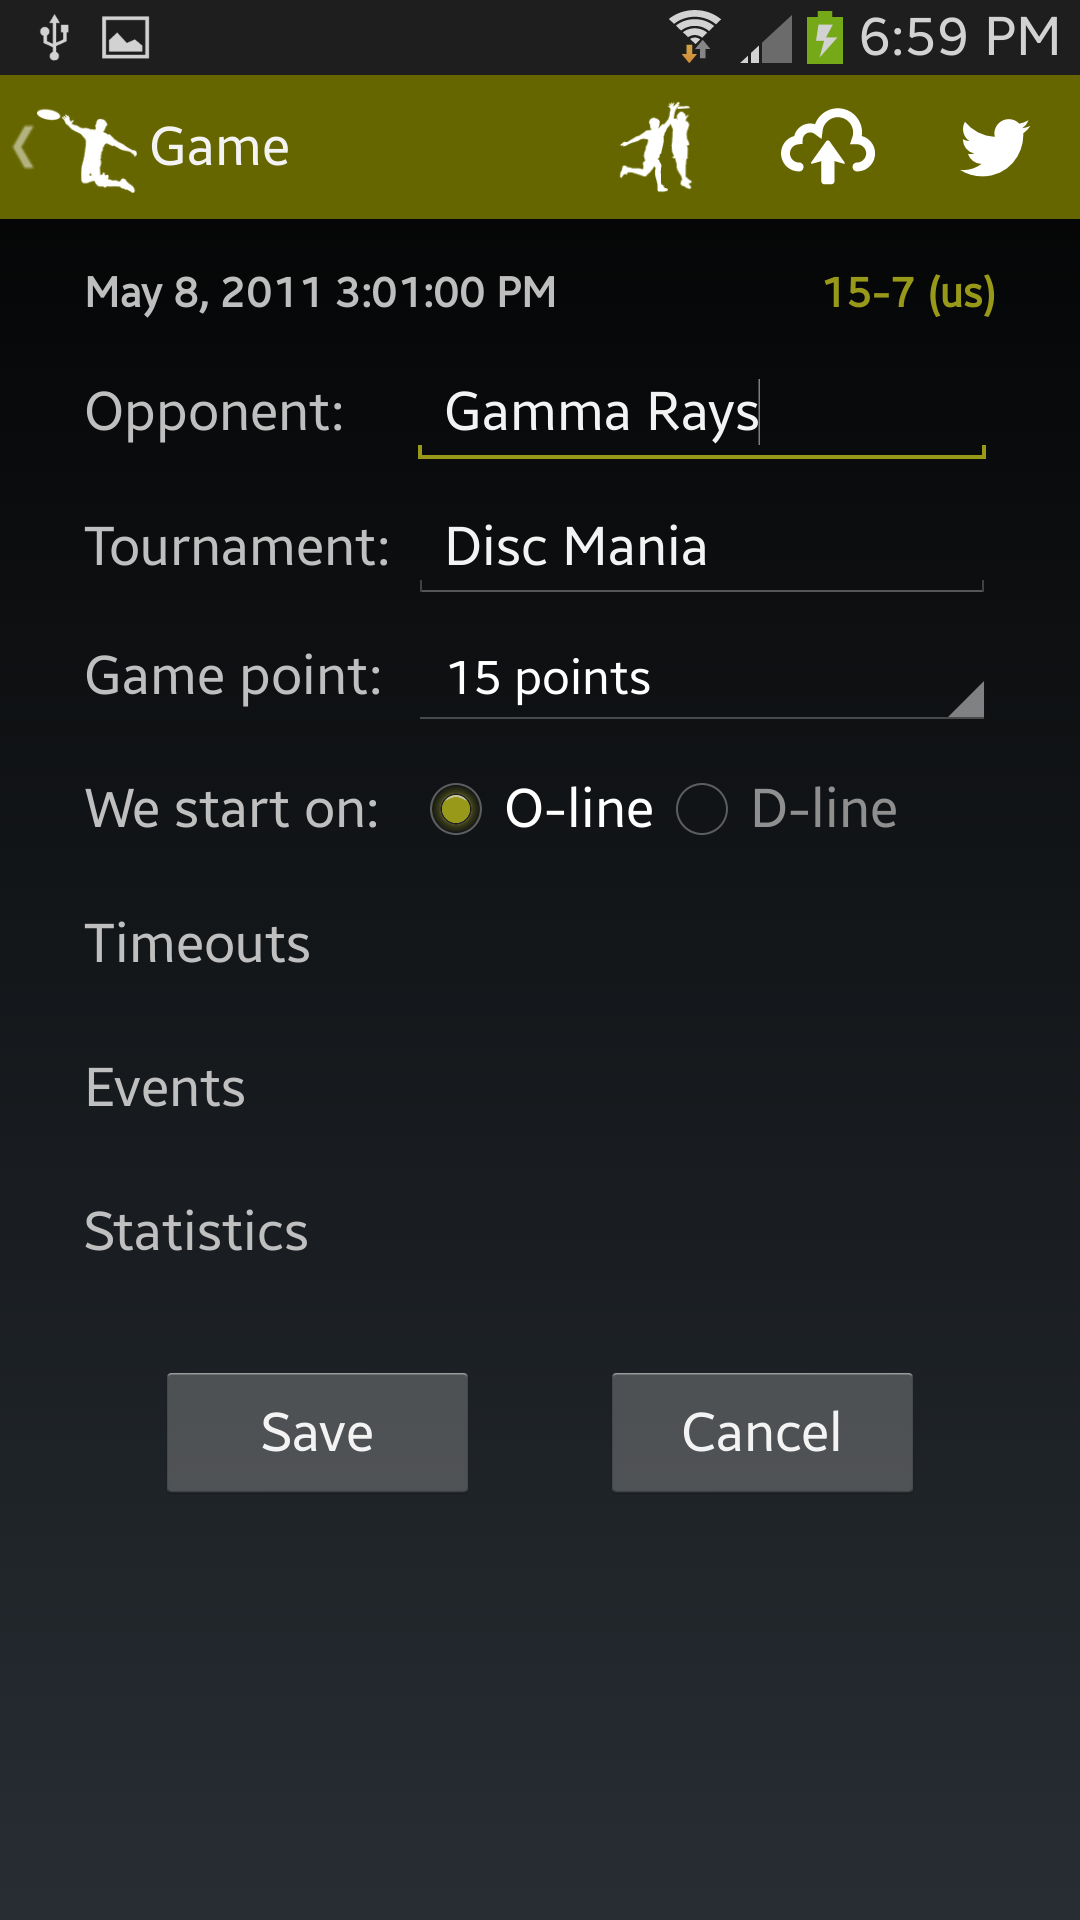 6:59 PM
Game
May 8, 2011 3:01:00 PM 15-7 (us)
Opponent: Gamma Rays
Tournament: Disc Mania
Game point: 15 points
We start on: O-line D-line
Timeouts
Events
Statistics
Save Cancel